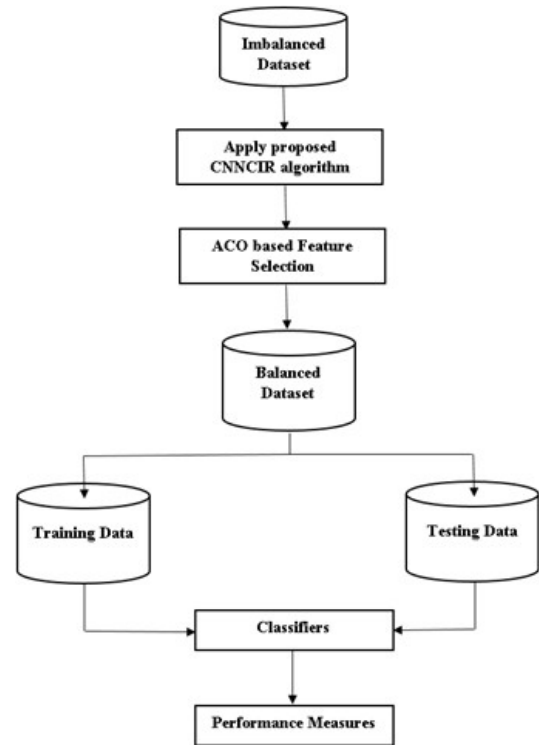 Imbalanced
Dataset
Apply proposed
CNNCIR algorithm
ACO based Feature
Selection
Balanced
Dataset
Training Data
Testing Data
Classifiers
Performance Measures